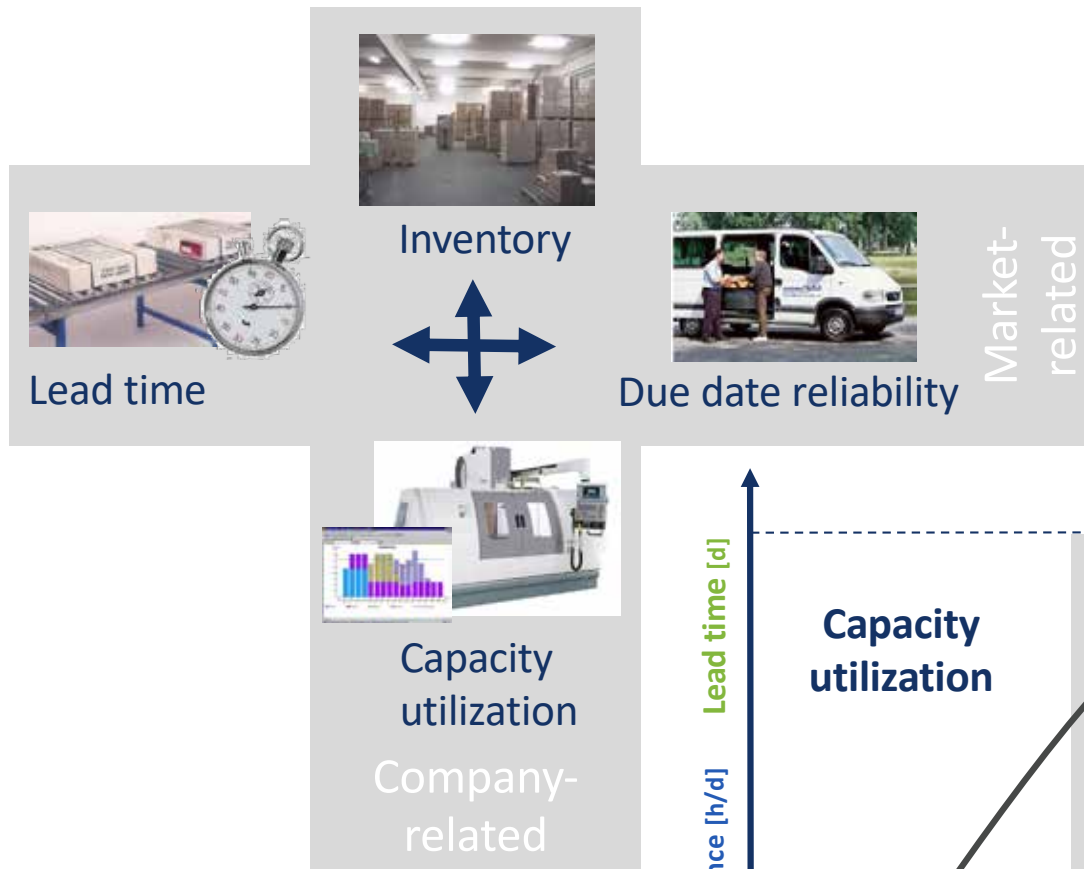 Inventory
Market-
related
Lead time
Due date reliability
Capacity
utilization
Company-
related
Lead time [d]
[h/d]
Capacity
utilization